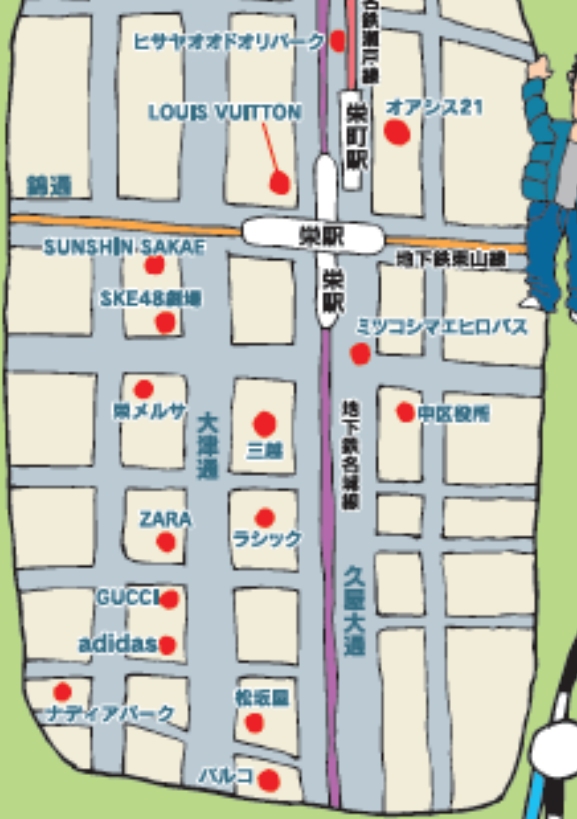 名鉄瀬戸線
ヒサヤオオドオリパーク
LOUIS VUITTON
オアシス21
栄町駅
錦通
栄駅
SUNSHIN SAKAE
地下鉄東山線
栄駅
SKE48劇場
ミツコシマエヒロバス
栄メルサ
中区役所
大津通
三越
地下鉄名城線
ZARA
ラシック
久屋大通
GUCCI
adidas
ナディアパーク
松坂屋
パルコ